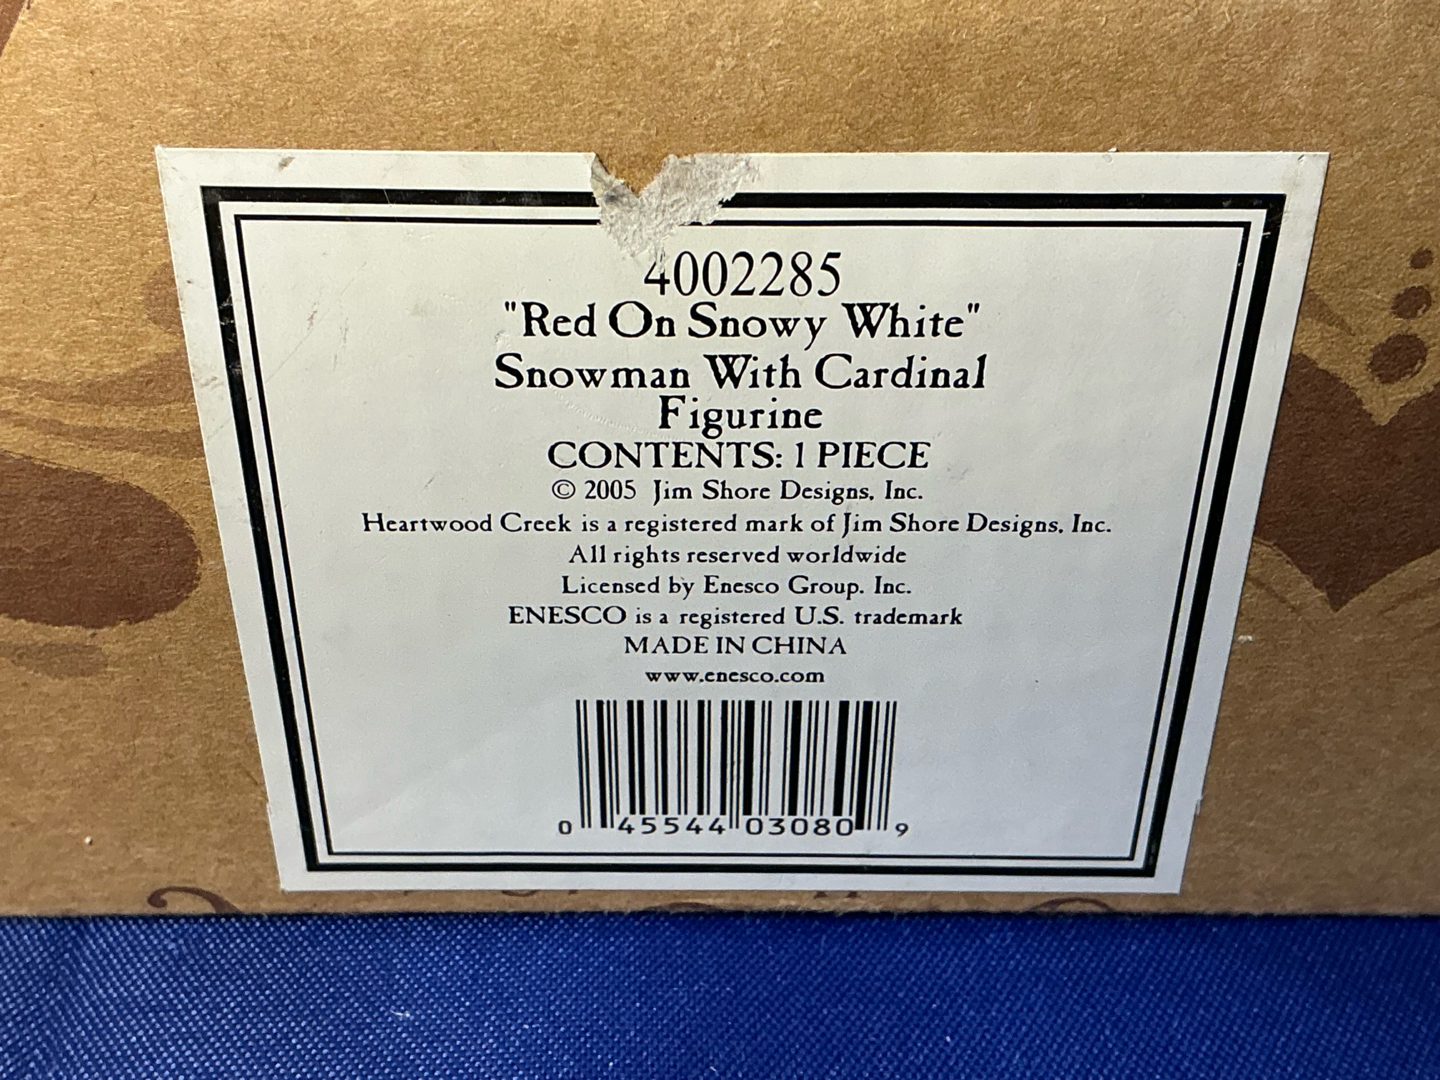 4002285
"Red On Snowy White"
Snowman With Cardinal
Figurine
CONTENTS: 1 PIECE
© 2005 Jim Shore Designs, Inc.
Heartwood Creek is a registered mark of Jim Shore Designs, Inc.
All rights reserved worldwide
Licensed by Enesco Group. Inc.
ENESCO is a registered U.S. trademark
MADE IN CHINA
www.enesco.com
0 45544 03080 9